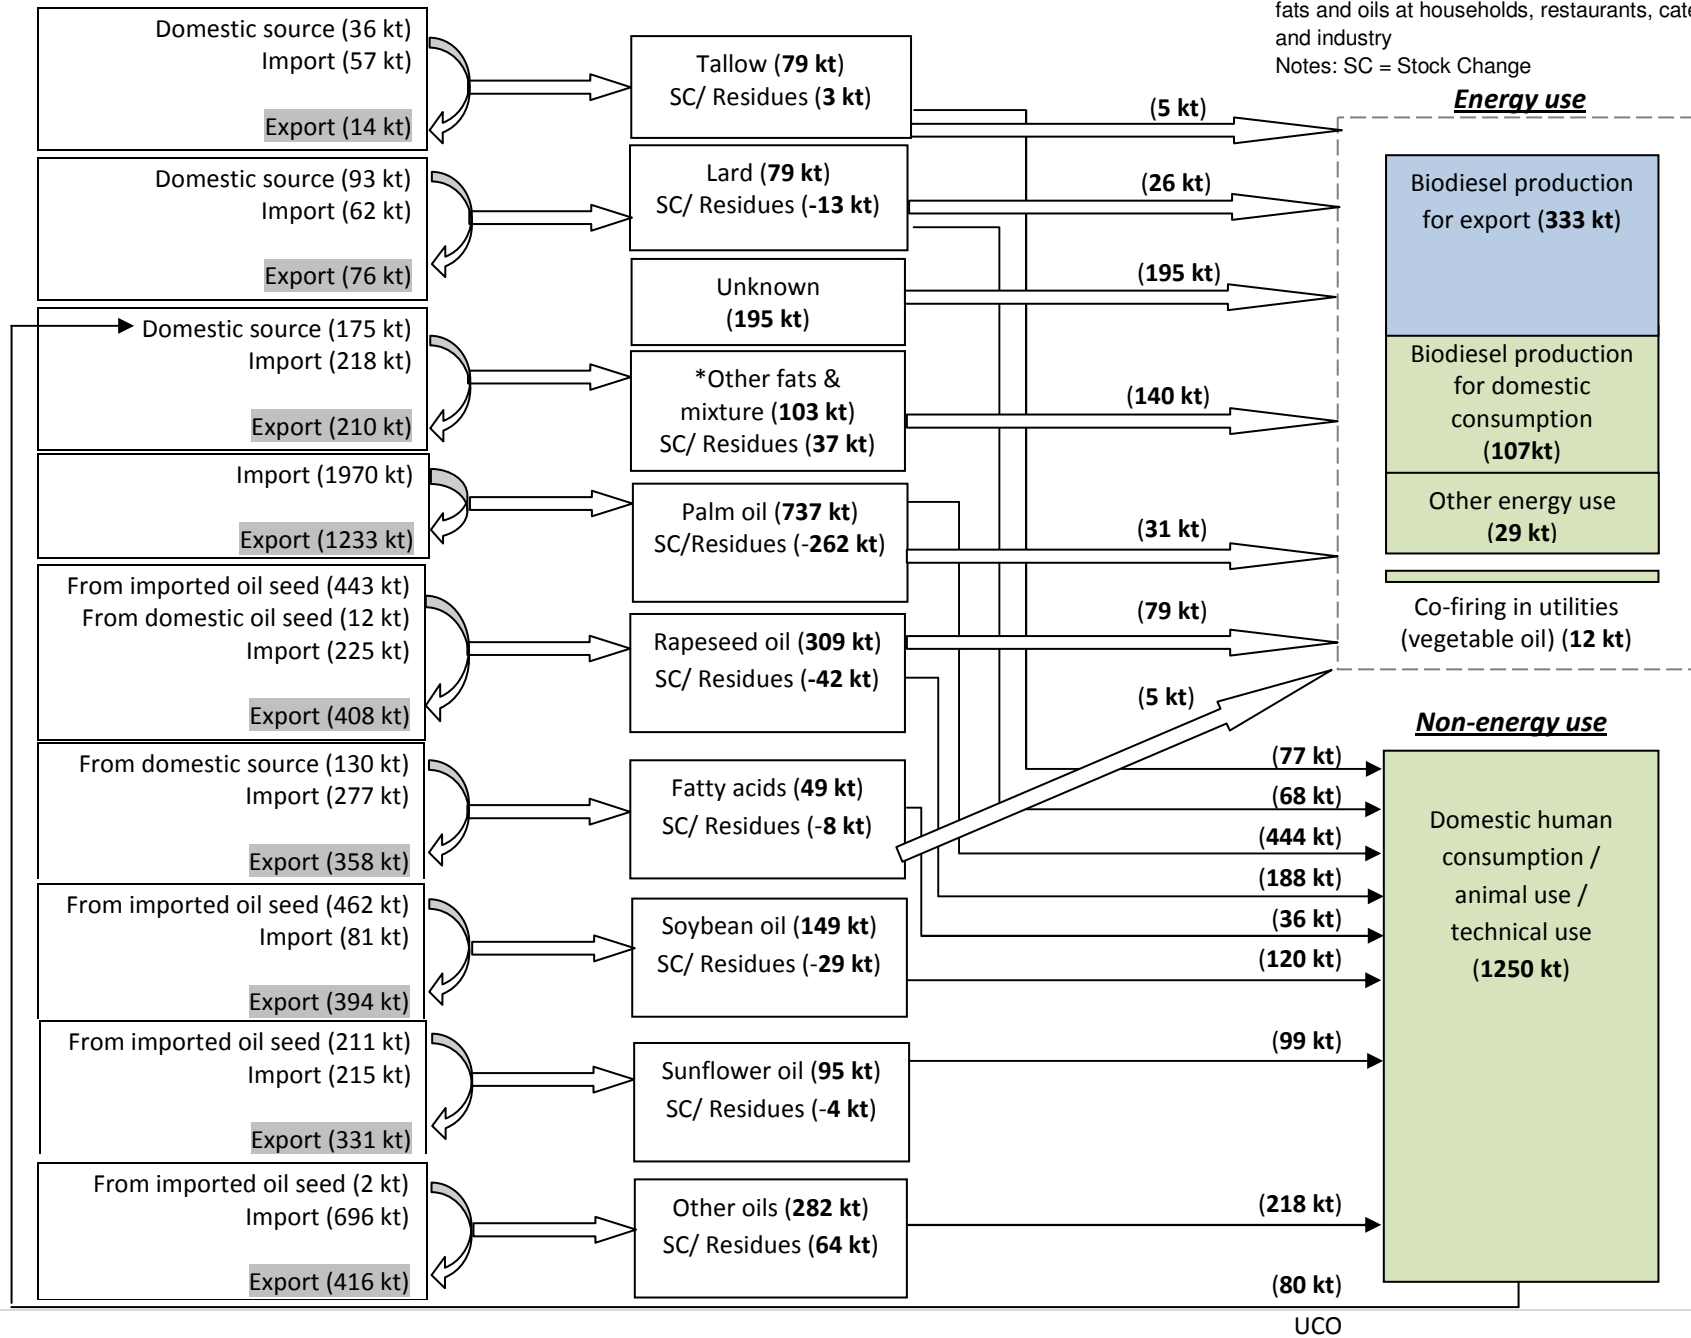 fats and oils at households, restaurants,
and industry
Notes: SC = Stock Change
Domestic source (36 kt)
Import (57 kt)
Export (14 kt)
Domestic source (93 kt)
Import (62 kt)
Export (76 kt)
Domestic source (175 kt)
Import (218 kt)
Export (210 kt)
Import (1970 kt)
Export (1233 kt)
From imported oil seed (443 kt)
From domestic oil seed (12 kt)
Import (225 kt)
Export (408 kt)
From domestic source (130 kt)
Import (277 kt)
Export (358 kt)
From imported oil seed (462 kt)
Import (81 kt)
Export (394 kt)
From imported oil seed (211 kt)
Import (215 kt)
Export (331 kt)
From imported oil seed (2 kt)
Import (696 kt)
Export (416 kt)
Tallow (79 kt)
SC/ Residues (3 kt)
Lard (79 kt)
SC/ Residues (-13 kt)
Unknown
(195 kt)
*Other fats &
mixture (103 kt)
SC/ Residues (37 kt)
Palm oil (737 kt)
SC/Residues (-262 kt)
Rapeseed oil (309 kt)
SC/ Residues (-42 kt)
Fatty acids (49 kt)
SC/ Residues (-8 kt)
Soybean oil (149 kt)
SC/ Residues (-29 kt)
Sunflower oil (95 kt)
SC/ Residues (-4 kt)
Other oils (282 kt)
SC/ Residues (64 kt)
(5 kt)
(26 kt)
(195 kt)
(140 kt)
(31 kt)
(79 kt)
(5 kt)
(77 kt)
(68 kt)
(444 kt)
(188 kt)
(36 kt)
(120 kt)
(99 kt)
(218 kt)
(80 kt)
UCO
Energy use
Biodiesel production
for export (333 kt)
Biodiesel production
for domestic
consumption
(107kt)
Other energy use
(29 kt)
Co-firing in utilities
(vegetable oil) (12 kt)
Non-energy use
Domestic human
consumption /
animal use /
technical use
(1250 kt)